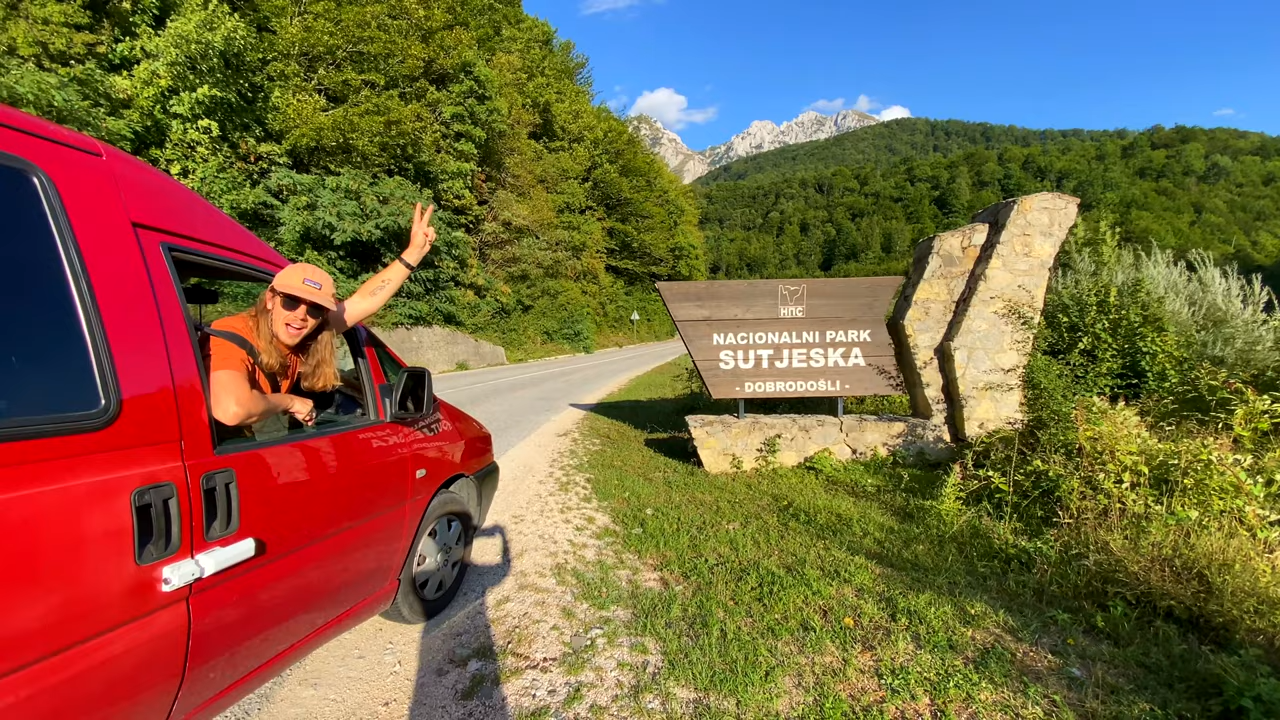 НПС
NACIONALNI PARK
SUTJESKA
- DOBRODOŠLI -